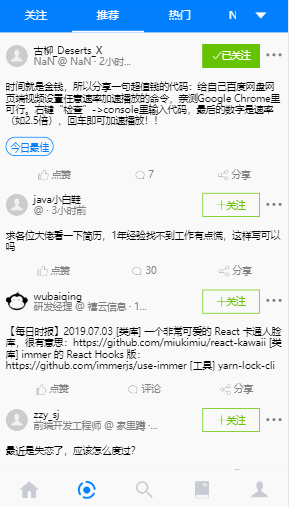 关注 推荐 热门 N
古柳_Deserts_X
NaN @ NaN · 2小时...
已关注
时间就是金钱，所以分享一句超值钱的代码：给自己百度网盘网
页端视频设置任意速率加速播放的命令，亲测Google Chrome里
可行。右键“检查”->console里输入代码，最后的数字是速率
（如2.5倍），回车即可加速播放！！
今日最佳
点赞 7 分享
java小白鞋
@ · 3小时前
+关注
求各位大佬看一下简历，1年经验找不到工作有点慌，这样写可以
吗
点赞 30 分享
wubaiqing
研发经理 @ 禧云信息 · 1...
+关注
【每日时报】2019.07.03 [类库] 一个非常可爱的 React 卡通人脸
库，很有意思：https://github.com/miukimiu/react-kawaii [类
库] immer 的 React Hooks 版：
https://github.com/immerjs/use-immer [工具] yarn-lock-cli
点赞 评论 分享
zzy_sj
前端开发工程师 @ 家里蹲 ·...
+关注
最近是失恋了，应该怎么度过?